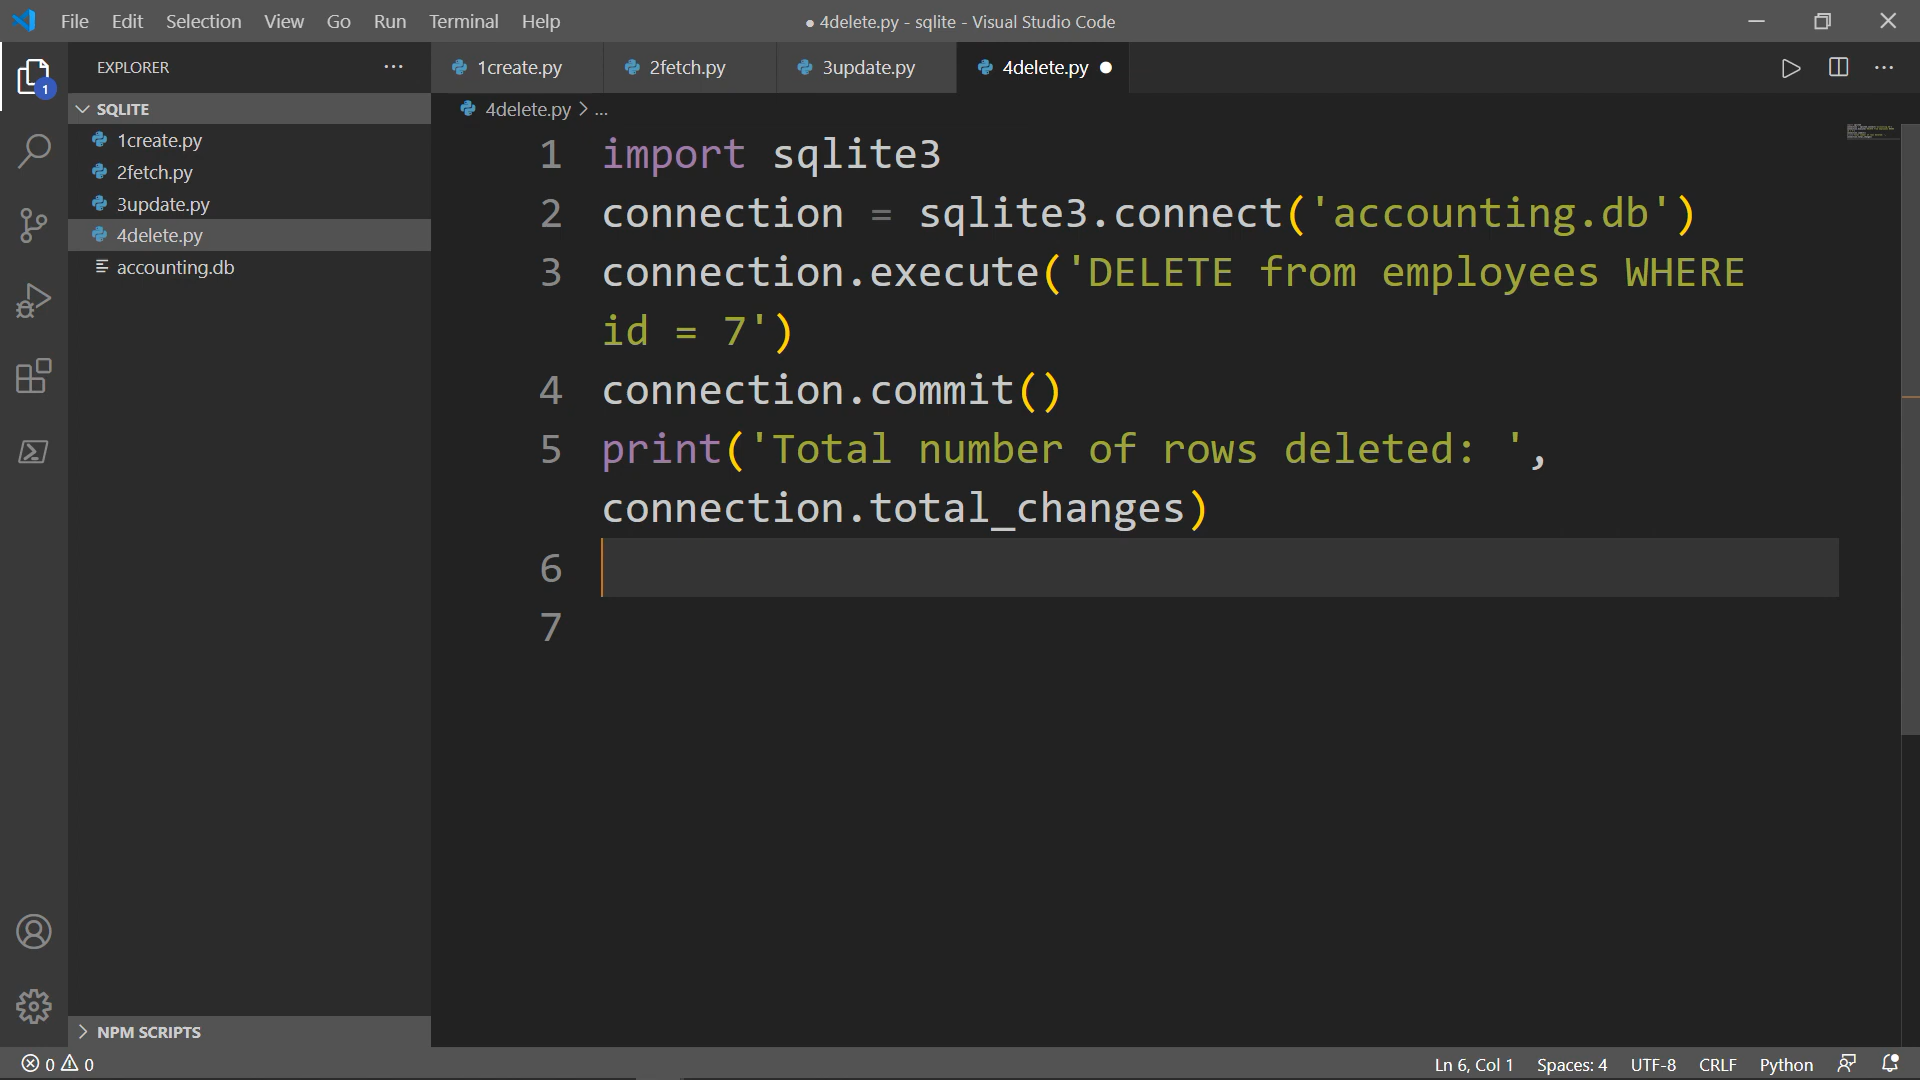 File Edit Selection View Go Run Terminal Help
● 4delete.py - sqlite - Visual Studio Code
EXPLORER ···
1create.py 2fetch.py 3update.py 4delete.py ●
1
SQLITE
4delete.py > ...
1create.py
2fetch.py
3update.py
4delete.py
accounting.db
1 import sqlite3
2 connection = sqlite3.connect('accounting.db')
3 connection.execute('DELETE from employees WHERE
id = 7')
4 connection.commit()
5 print('Total number of rows deleted: ',
connection.total_changes)
6
7
NPM SCRIPTS
0 0
Ln 6, Col 1 Spaces: 4 UTF-8 CRLF Python